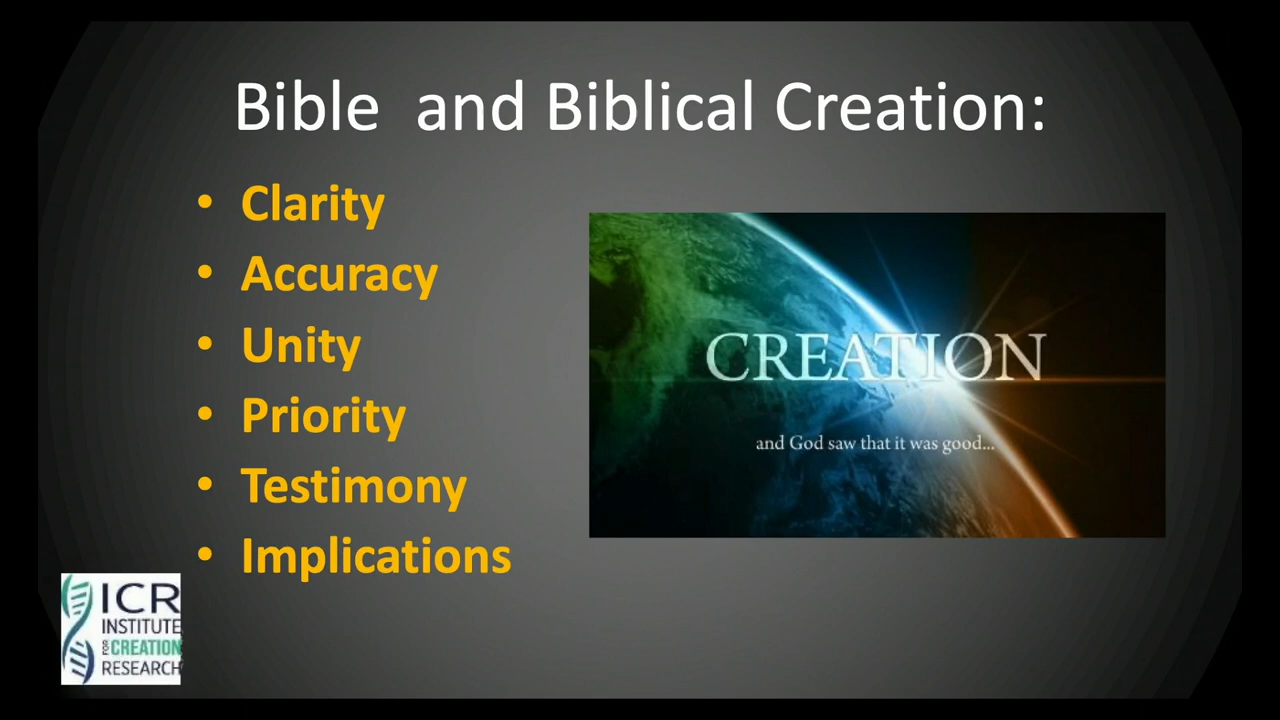 Bible  and Biblical Creation:
• Clarity
• Accuracy
• Unity
• Priority
• Testimony
• Implications
CREATION
and God saw that it was good...
ICR
INSTITUTE
FOR CREATION
RESEARCH